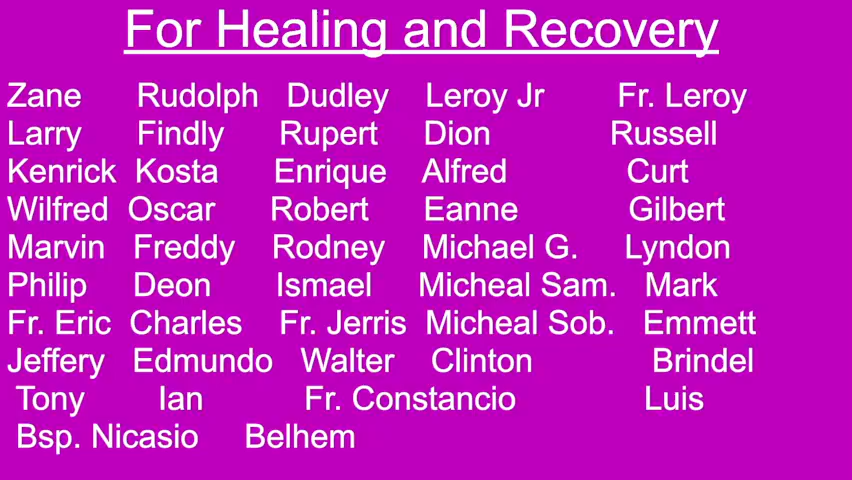 For Healing and Recovery
Zane Rudolph Dudley Leroy Jr Fr. Leroy
Larry Findly Rupert Dion Russell
Kenrick Kosta Enrique Alfred Curt
Wilfred Oscar Robert Eanne Gilbert
Marvin Freddy Rodney Michael G. Lyndon
Philip Deon Ismael Micheal Sam. Mark
Fr. Eric Charles Fr. Jerris Micheal Sob. Emmett
Jeffery Edmundo Walter Clinton Brindel
Tony Ian Fr. Constancio Luis
Bsp. Nicasio Belhem